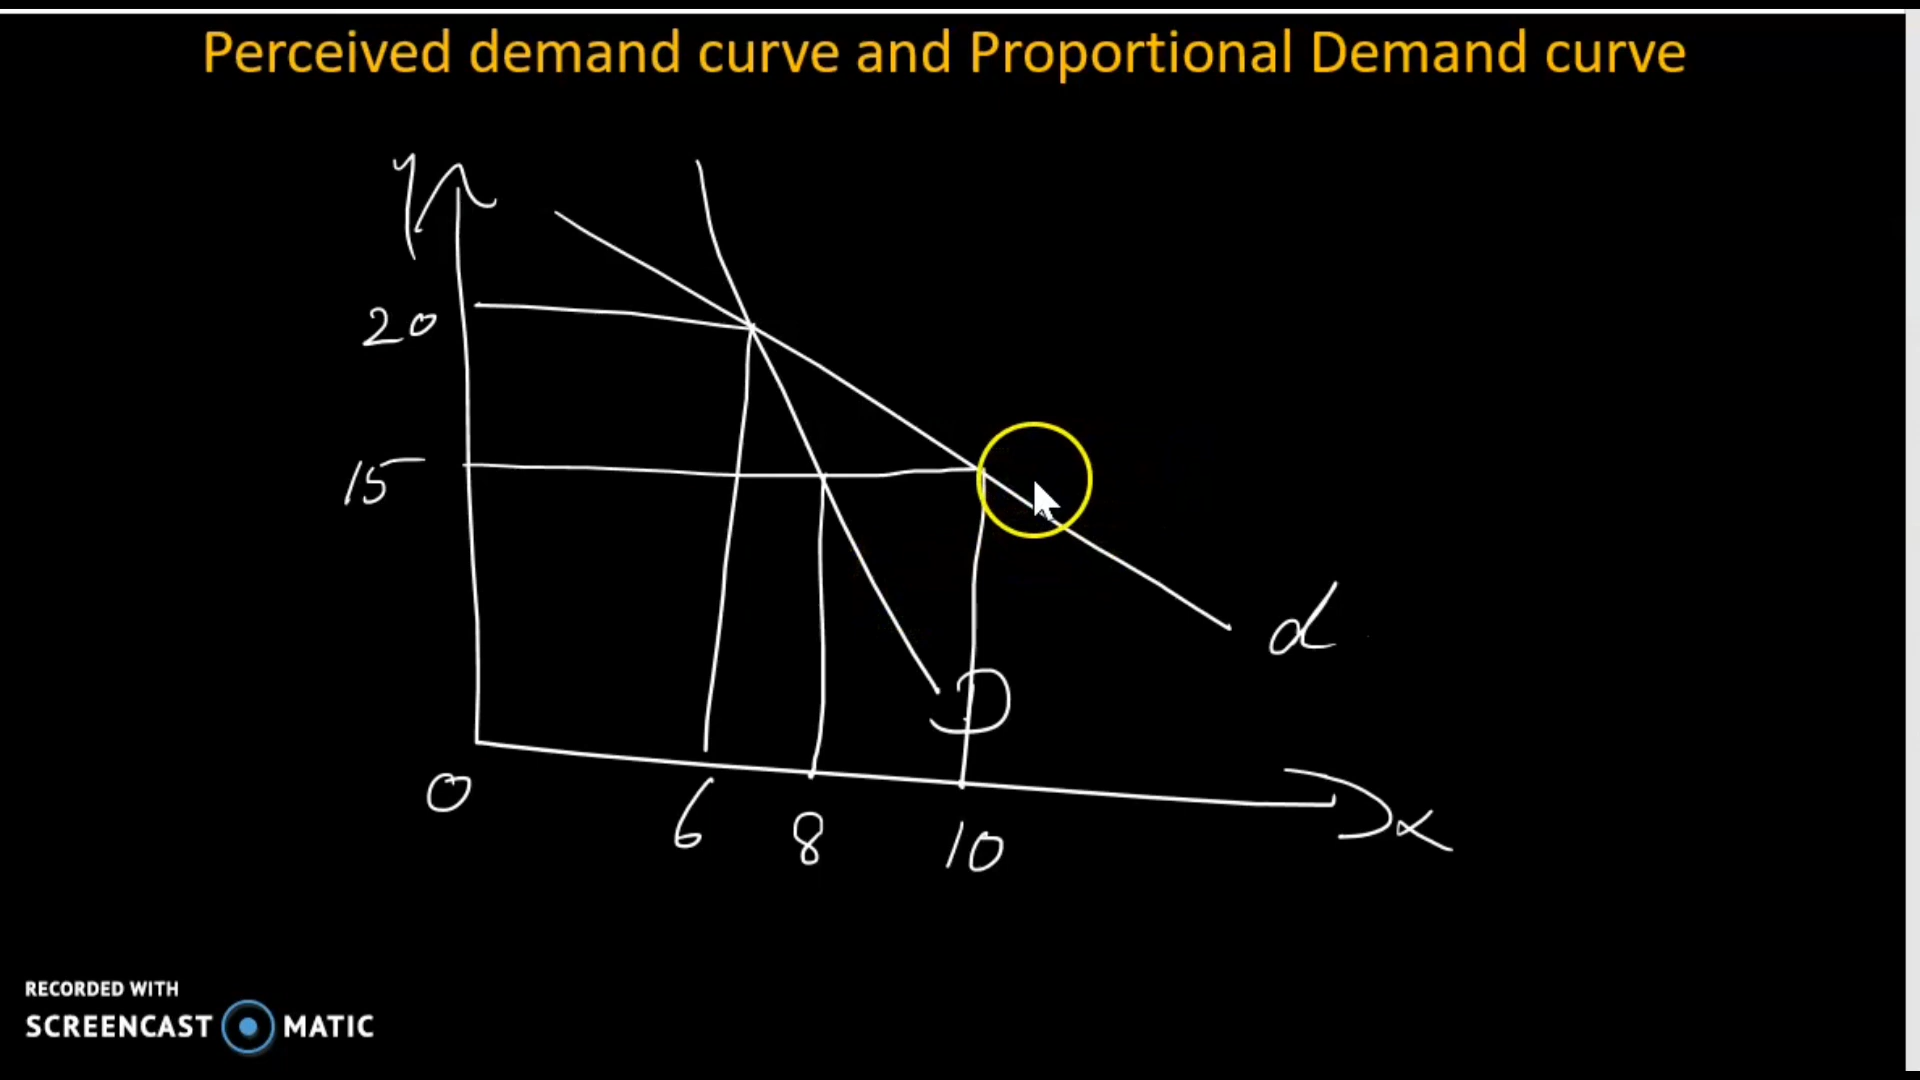 Perceived demand curve and Proportional Demand curve
y
20
15
d
D
0
6 8 10
x
RECORDED WITH
SCREENCAST MATIC